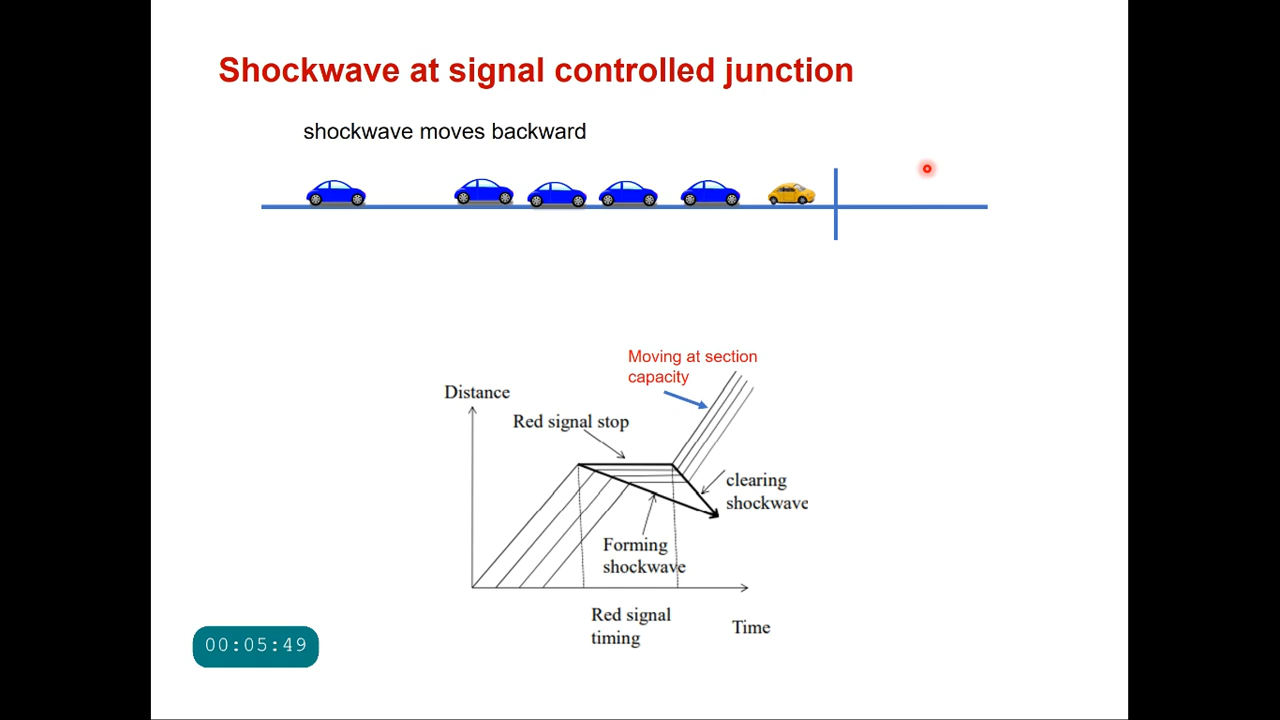 Shockwave at signal controlled junction
shockwave moves backward
Moving at section
capacity
Distance
Red signal stop
clearing
shockwave
Forming
shockwave
Red signal
timing
Time
00:05:49